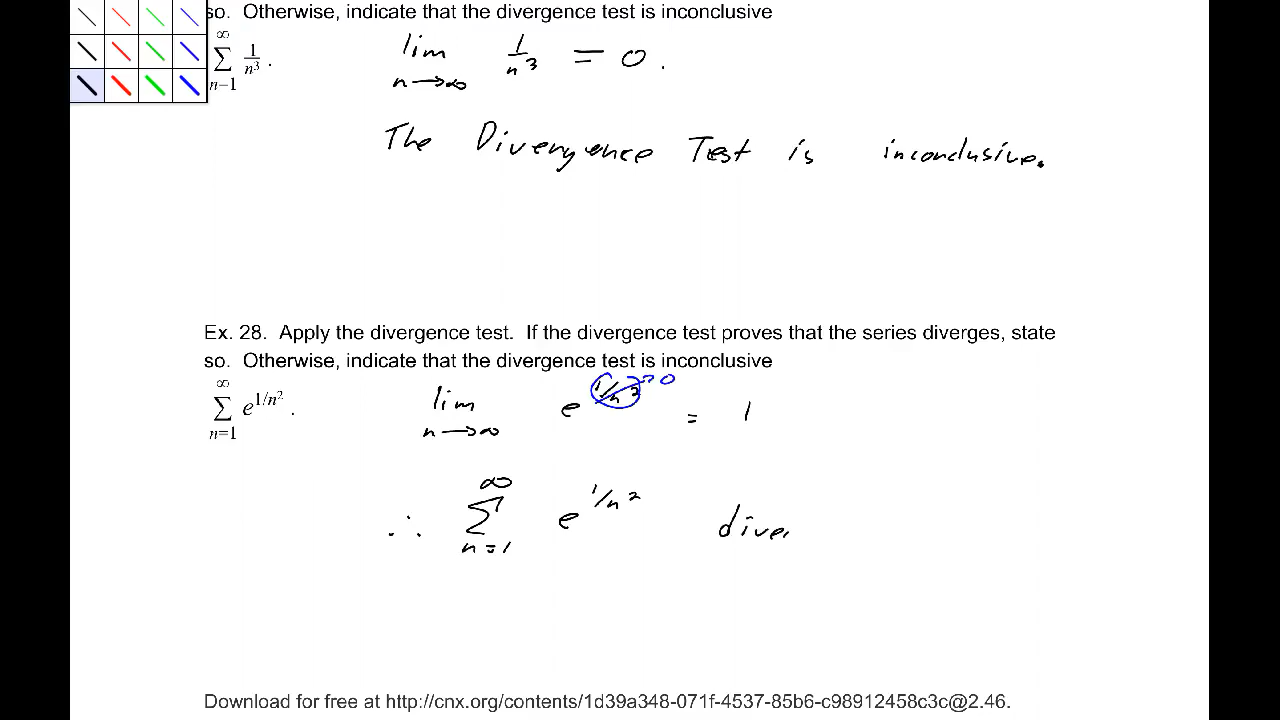 so. Otherwise, indicate that the divergence test is inconclusive
∞
∑ 1/n³ .
n−1
lim 1/n³ = 0 .
n→∞
The Divergence Test is inconclusive.
Ex. 28. Apply the divergence test. If the divergence test proves that the series diverges, state
so. Otherwise, indicate that the divergence test is inconclusive
∞
∑ e^1/n² .
n=1
lim e^1/n² →0 = 1
n→∞
∞
∴ ∑ e^1/n² dive
n=1
Download for free at http://cnx.org/contents/1d39a348-071f-4537-85b6-c98912458c3c@2.46.